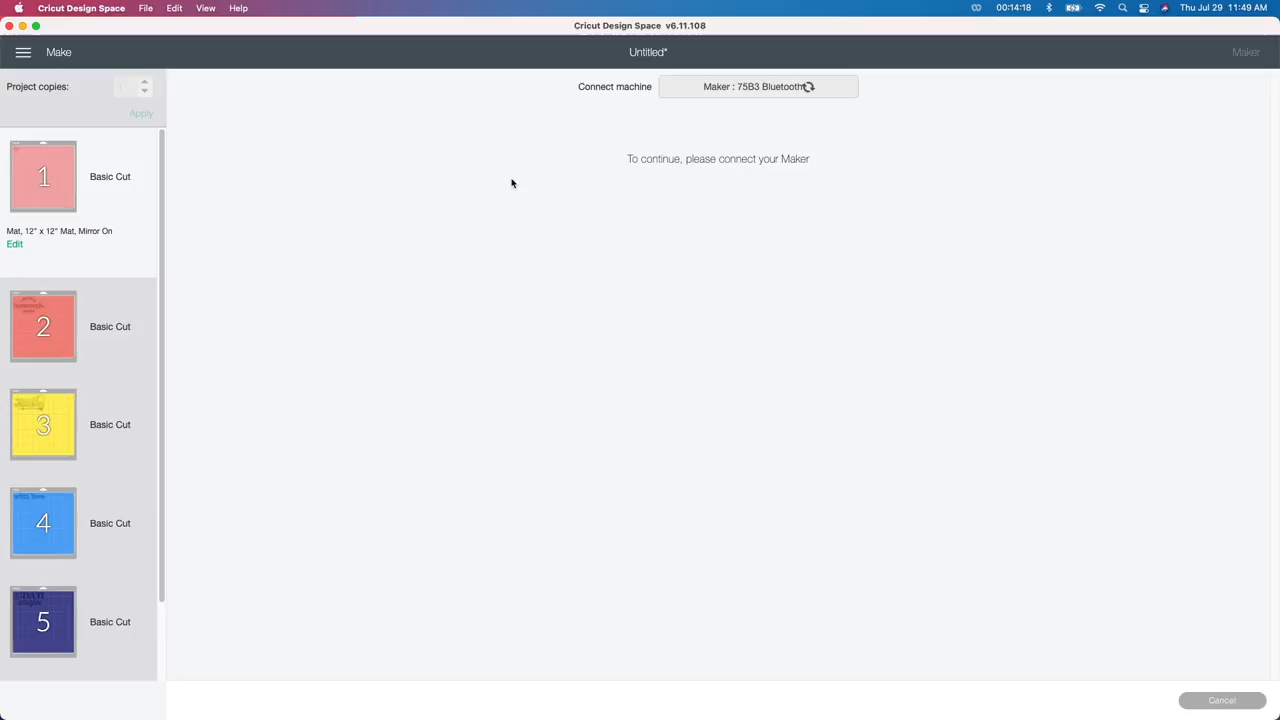 Cricut Design Space File Edit View Help 00:14:18 Thu Jul 29 11:49 AM
Cricut Design Space v6.11.108
Make Untitled* Maker
Project copies: 1
Connect machine Maker : 75B3 Bluetooth
Apply
To continue, please connect your Maker
1 Basic Cut
Mat, 12" x 12" Mat, Mirror On
Edit
2 Basic Cut
3 Basic Cut
with love
4 Basic Cut
5 Basic Cut
Cancel